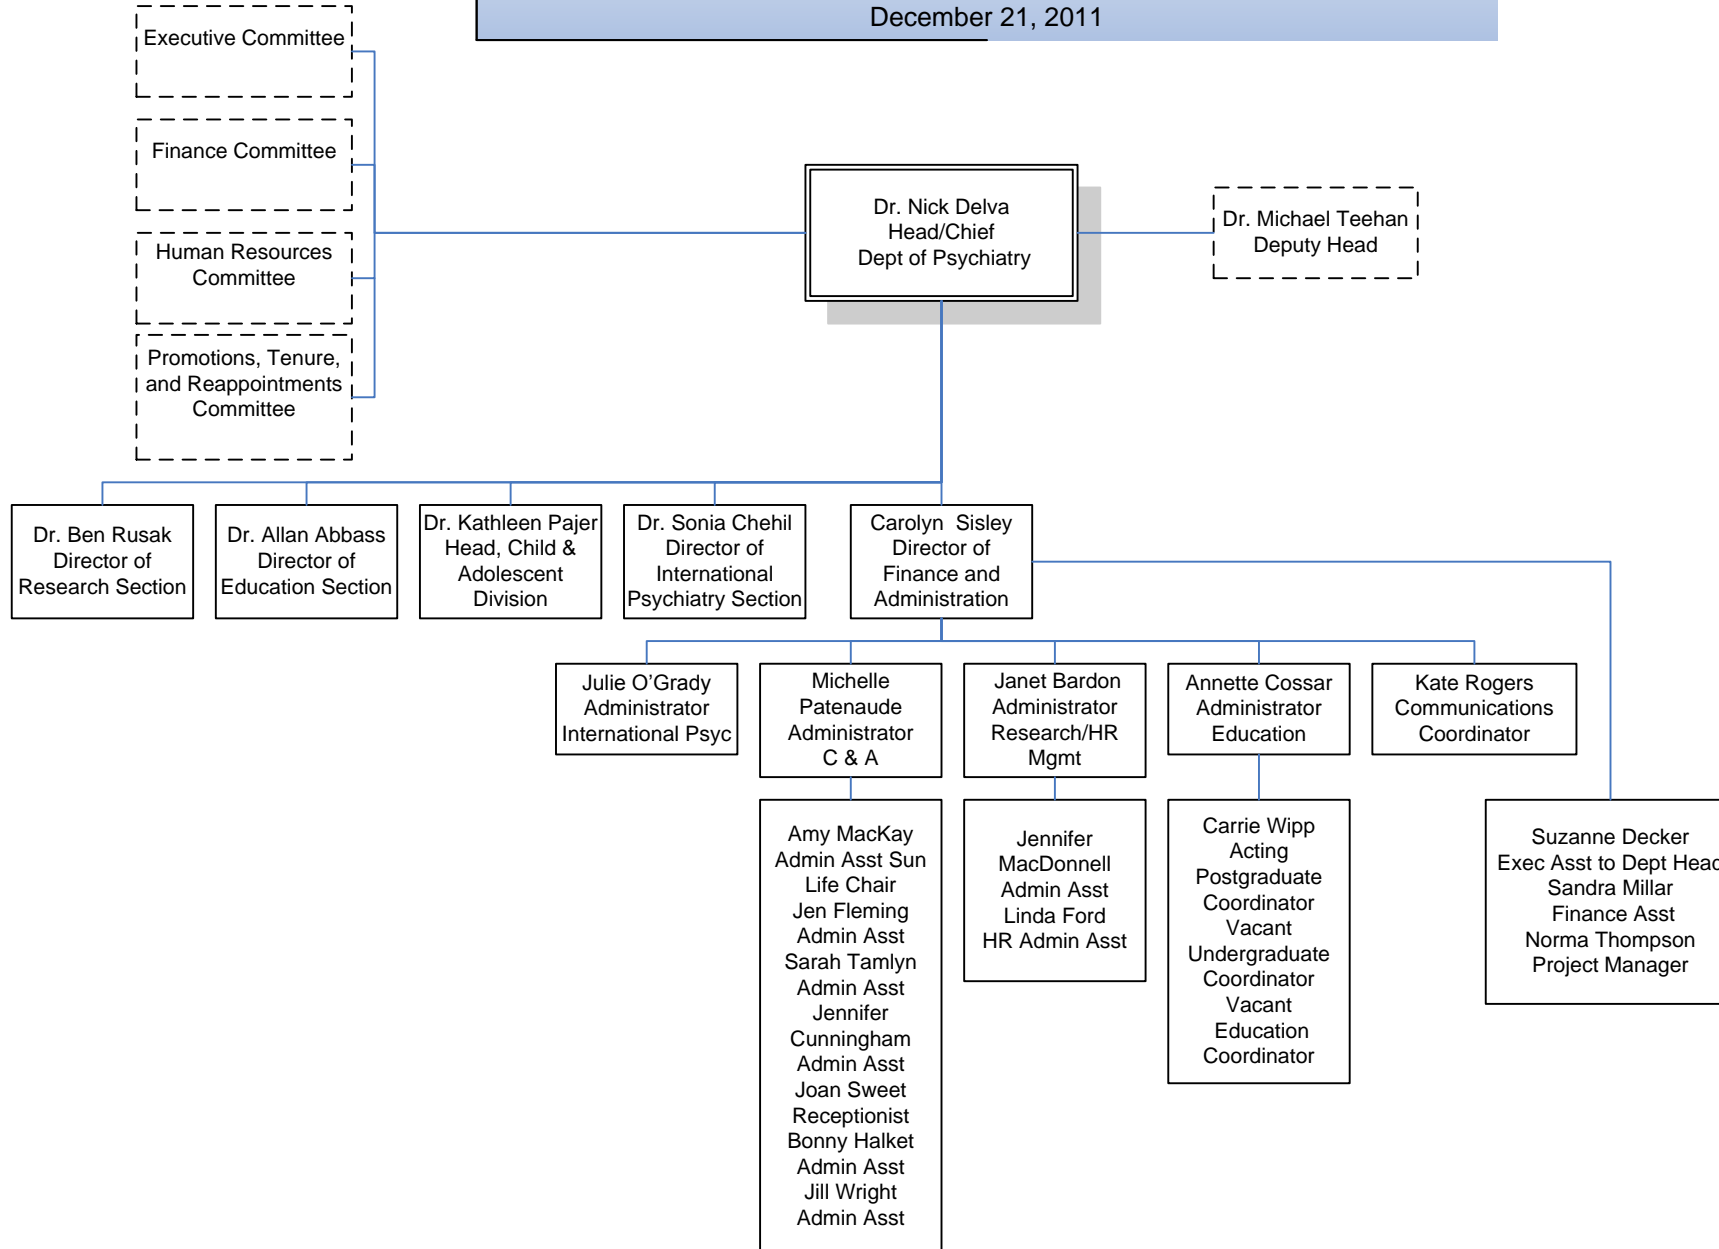 December 21, 2011
Executive Committee
Finance Committee
Human Resources
Committee
Promotions, Tenure,
and Reappointments
Committee
Dr. Nick Delva
Head/Chief
Dept of Psychiatry
Dr. Michael Teehan
Deputy Head
Dr. Ben Rusak
Director of
Research Section
Dr. Allan Abbass
Director of
Education Section
Dr. Kathleen Pajer
Head, Child &
Adolescent
Division
Dr. Sonia Chehil
Director of
International
Psychiatry Section
Carolyn  Sisley
Director of
Finance and
Administration
Julie O’Grady
Administrator
International Psyc
Michelle
Patenaude
Administrator
C & A
Janet Bardon
Administrator
Research/HR
Mgmt
Annette Cossar
Administrator
Education
Kate Rogers
Communications
Coordinator
Amy MacKay
Admin Asst Sun
Life Chair
Jen Fleming
Admin Asst
Sarah Tamlyn
Admin Asst
Jennifer
Cunningham
Admin Asst
Joan Sweet
Receptionist
Bonny Halket
Admin Asst
Jill Wright
Admin Asst
Jennifer
MacDonnell
Admin Asst
Linda Ford
HR Admin Asst
Carrie Wipp
Acting
Postgraduate
Coordinator
Vacant
Undergraduate
Coordinator
Vacant
Education
Coordinator
Suzanne Decker
Exec Asst to Dept Head
Sandra Millar
Finance Asst
Norma Thompson
Project Manager